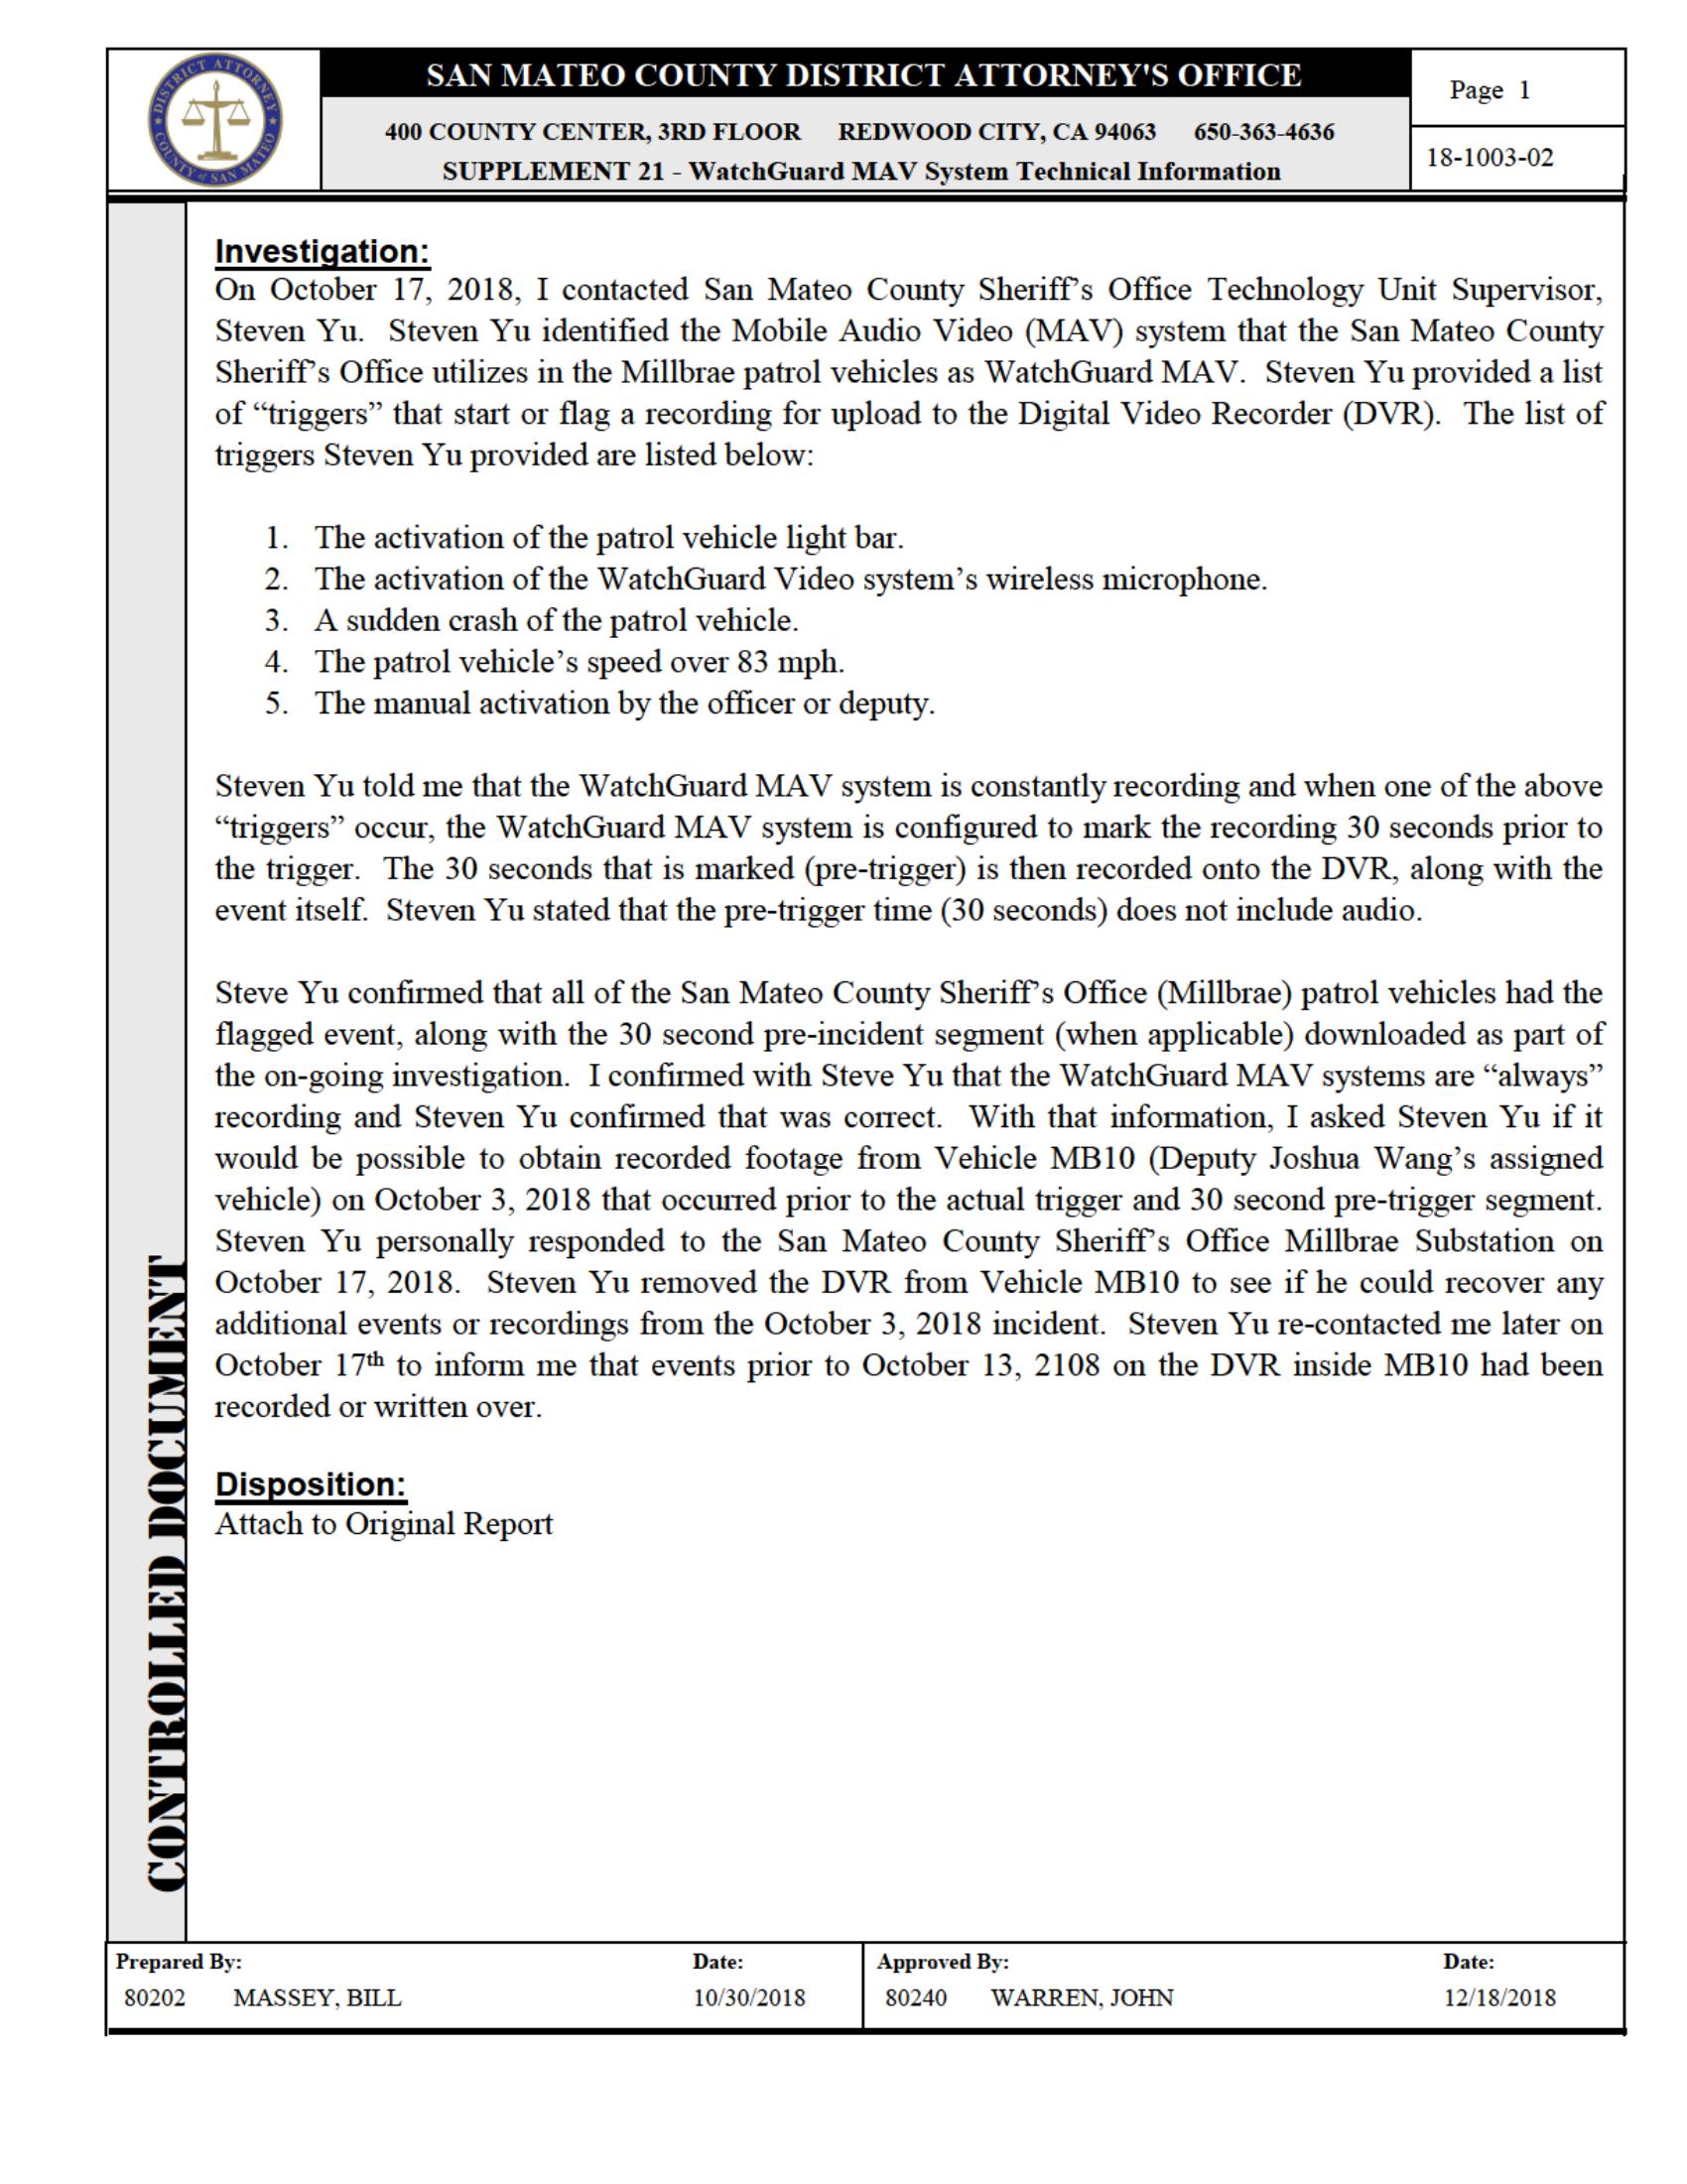 DISTRICT ATTORNEY
COUNTY of SAN MATEO
SAN MATEO COUNTY DISTRICT ATTORNEY'S OFFICE
400 COUNTY CENTER, 3RD FLOOR REDWOOD CITY, CA 94063 650-363-4636
SUPPLEMENT 21 - WatchGuard MAV System Technical Information
Page 1
18-1003-02
Investigation:
On October 17, 2018, I contacted San Mateo County Sheriff's Office Technology Unit Supervisor,
Steven Yu. Steven Yu identified the Mobile Audio Video (MAV) system that the San Mateo County
Sheriff's Office utilizes in the Millbrae patrol vehicles as WatchGuard MAV. Steven Yu provided a list
of “triggers” that start or flag a recording for upload to the Digital Video Recorder (DVR). The list of
triggers Steven Yu provided are listed below:
1. The activation of the patrol vehicle light bar.
2. The activation of the WatchGuard Video system's wireless microphone.
3. A sudden crash of the patrol vehicle.
4. The patrol vehicle's speed over 83 mph.
5. The manual activation by the officer or deputy.
Steven Yu told me that the WatchGuard MAV system is constantly recording and when one of the above
“triggers” occur, the WatchGuard MAV system is configured to mark the recording 30 seconds prior to
the trigger. The 30 seconds that is marked (pre-trigger) is then recorded onto the DVR, along with the
event itself. Steven Yu stated that the pre-trigger time (30 seconds) does not include audio.
Steve Yu confirmed that all of the San Mateo County Sheriff's Office (Millbrae) patrol vehicles had the
flagged event, along with the 30 second pre-incident segment (when applicable) downloaded as part of
the on-going investigation. I confirmed with Steve Yu that the WatchGuard MAV systems are “always”
recording and Steven Yu confirmed that was correct. With that information, I asked Steven Yu if it
would be possible to obtain recorded footage from Vehicle MB10 (Deputy Joshua Wang's assigned
vehicle) on October 3, 2018 that occurred prior to the actual trigger and 30 second pre-trigger segment.
Steven Yu personally responded to the San Mateo County Sheriff's Office Millbrae Substation on
October 17, 2018. Steven Yu removed the DVR from Vehicle MB10 to see if he could recover any
additional events or recordings from the October 3, 2018 incident. Steven Yu re-contacted me later on
October 17th to inform me that events prior to October 13, 2108 on the DVR inside MB10 had been
recorded or written over.
Disposition:
Attach to Original Report
CONTROLLED DOCUMENT
Prepared By: Date: Approved By: Date:
80202 MASSEY, BILL 10/30/2018 80240 WARREN, JOHN 12/18/2018